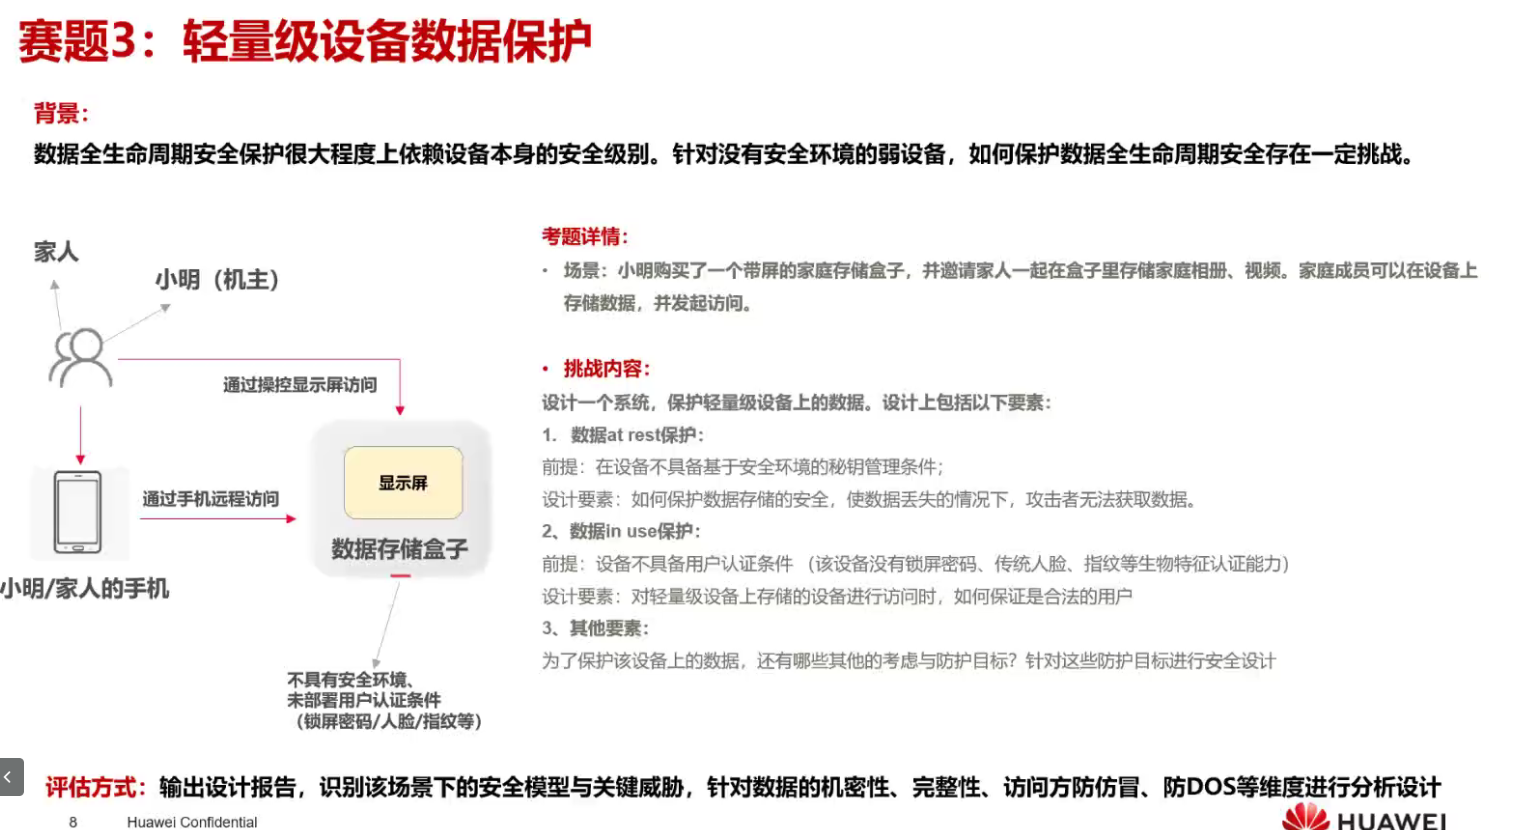 赛题3：轻量级设备数据保护
背景：
数据全生命周期安全保护很大程度上依赖设备本身的安全级别。针对没有安全环境的弱设备，如何保护数据全生命周期安全存在一定挑战。
家人
小明（机主）
通过操控显示屏访问
显示屏
通过手机远程访问
数据存储盒子
小明/家人的手机
不具有安全环境、
未部署用户认证条件
（锁屏密码/人脸/指纹等）
考题详情：
• 场景：小明购买了一个带屏的家庭存储盒子，并邀请家人一起在盒子里存储家庭相册、视频。家庭成员可以在设备上
存储数据，并发起访问。
• 挑战内容：
设计一个系统，保护轻量级设备上的数据。设计上包括以下要素：
1. 数据at rest保护：
前提：在设备不具备基于安全环境的秘钥管理条件；
设计要素：如何保护数据存储的安全，使数据丢失的情况下，攻击者无法获取数据。
2、数据in use保护：
前提：设备不具备用户认证条件 （该设备没有锁屏密码、传统人脸、指纹等生物特征认证能力）
设计要素：对轻量级设备上存储的设备进行访问时，如何保证是合法的用户
3、其他要素：
为了保护该设备上的数据，还有哪些其他的考虑与防护目标？针对这些防护目标进行安全设计
评估方式：输出设计报告，识别该场景下的安全模型与关键威胁，针对数据的机密性、完整性、访问方防仿冒、防DOS等维度进行分析设计
8 Huawei Confidential
HUAWEI